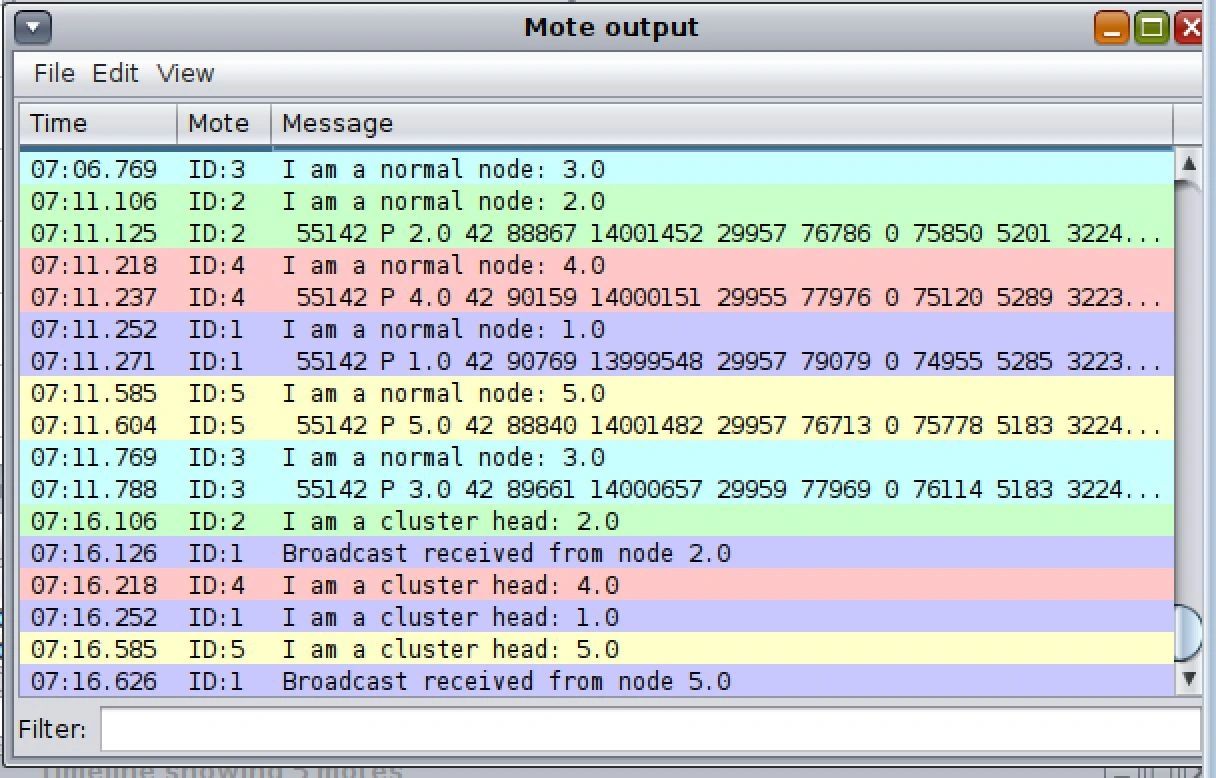 Mote output
File Edit View
Time Mote Message
07:06.769 ID:3 I am a normal node: 3.0
07:11.106 ID:2 I am a normal node: 2.0
07:11.125 ID:2 55142 P 2.0 42 88867 14001452 29957 76786 0 75850 5201 3224...
07:11.218 ID:4 I am a normal node: 4.0
07:11.237 ID:4 55142 P 4.0 42 90159 14000151 29955 77976 0 75120 5289 3223...
07:11.252 ID:1 I am a normal node: 1.0
07:11.271 ID:1 55142 P 1.0 42 90769 13999548 29957 79079 0 74955 5285 3223...
07:11.585 ID:5 I am a normal node: 5.0
07:11.604 ID:5 55142 P 5.0 42 88840 14001482 29957 76713 0 75778 5183 3224...
07:11.769 ID:3 I am a normal node: 3.0
07:11.788 ID:3 55142 P 3.0 42 89661 14000657 29959 77969 0 76114 5183 3224...
07:16.106 ID:2 I am a cluster head: 2.0
07:16.126 ID:1 Broadcast received from node 2.0
07:16.218 ID:4 I am a cluster head: 4.0
07:16.252 ID:1 I am a cluster head: 1.0
07:16.585 ID:5 I am a cluster head: 5.0
07:16.626 ID:1 Broadcast received from node 5.0
Filter:
Timeline showing 5 motes